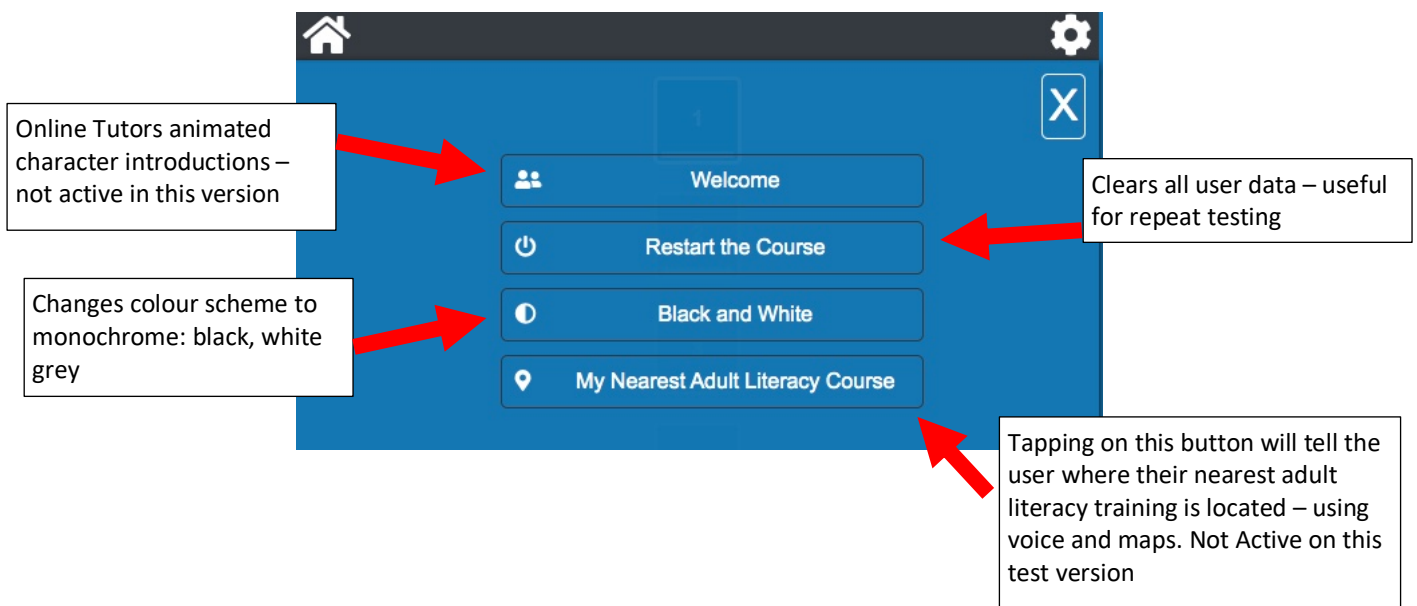 1
X
Online Tutors animated
character introductions –
not active in this version
Welcome
Clears all user data – useful
for repeat testing
Restart the Course
Changes colour scheme to
monochrome: black, white
grey
Black and White
My Nearest Adult Literacy Course
Tapping on this button will tell the
user where their nearest adult
literacy training is located – using
voice and maps. Not Active on this
test version